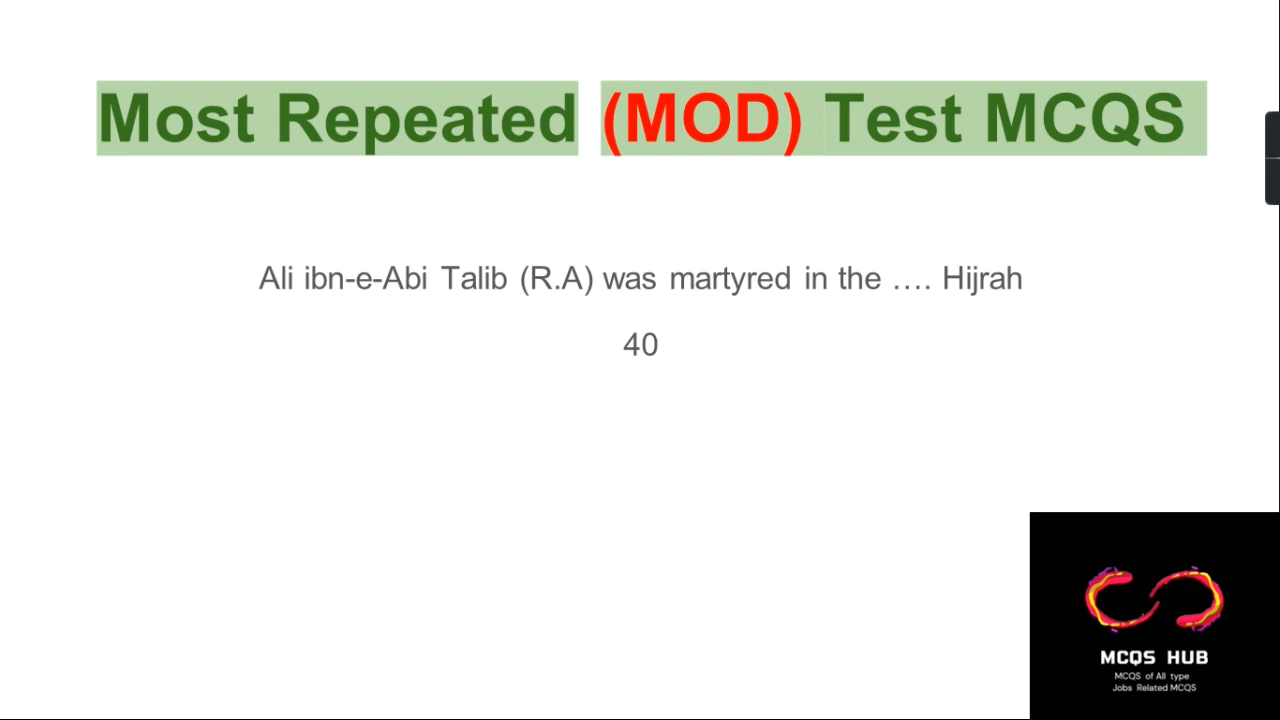 Most Repeated (MOD) Test MCQS
Ali ibn-e-Abi Talib (R.A) was martyred in the .... Hijrah
40
MCQS HUB
MCQS of All type
Jobs Related MCQS